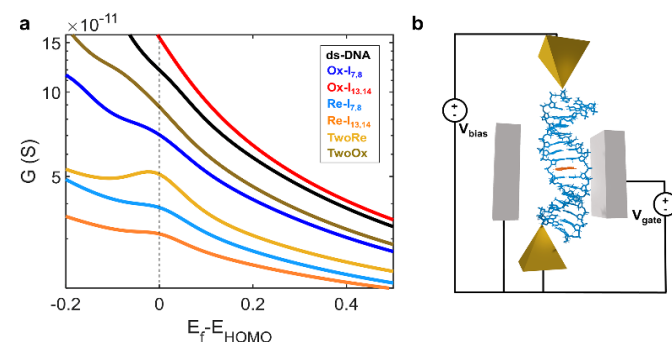 a
×10⁻¹¹
15
10
5
G (S)
ds-DNA
Ox-I₇,₈
Ox-I₁₃,₁₄
Re-I₇,₈
Re-I₁₃,₁₄
TwoRe
TwoOx
-0.2
0
0.2
0.4
E_f-E_HOMO
b
+
-
V_bias
+
-
V_gate